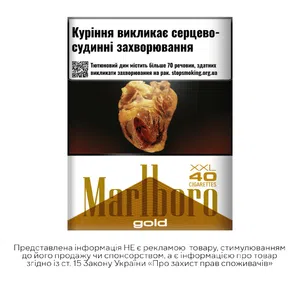 Куріння викликає серцево-
судинні захворювання
Тютюновий дим містить більше 70 речовин, здатних
викликати захворювання на рак. stopsmoking.org.ua
XXL
40
CIGARETTES
Marlboro
gold
Представлена інформація НЕ є рекламою товару, стимулюванням
до його продажу чи спонсорством, а є інформацією про товар
згідно із ст. 15 Закону України «Про захист прав споживачів»